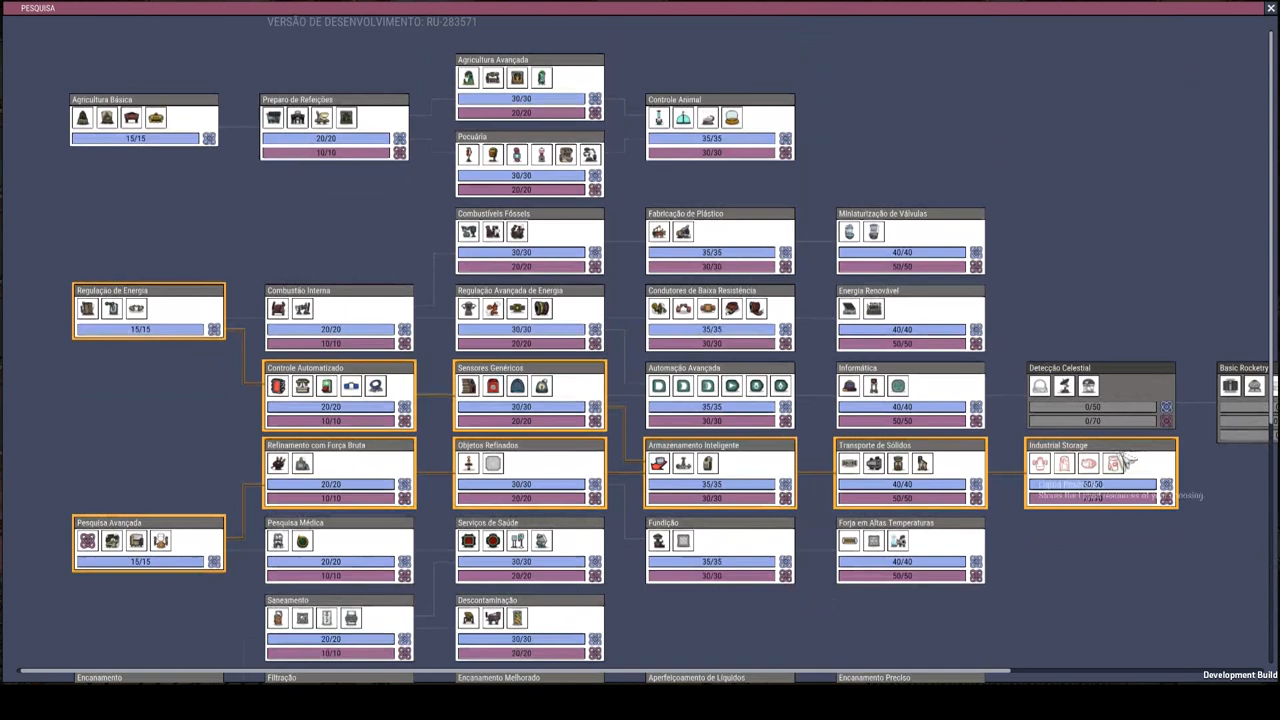 PESQUISA
VERSÃO DE DESENVOLVIMENTO: RU-283571
Agricultura Avançada
30/30
20/20
Agricultura Básica
15/15
Preparo de Refeições
20/20
10/10
Controle Animal
35/35
30/30
Pecuária
30/30
20/20
Combustíveis Fósseis
30/30
20/20
Fabricação de Plástico
35/35
30/30
Miniaturização de Válvulas
40/40
50/50
Regulação de Energia
15/15
Combustão Interna
20/20
10/10
Regulação Avançada de Energia
30/30
20/20
Condutores de Baixa Resistência
35/35
30/30
Energia Renovável
40/40
50/50
Controle Automatizado
20/20
10/10
Sensores Genéricos
30/30
20/20
Automação Avançada
35/35
30/30
Informática
40/40
50/50
Detecção Celestial
0/50
0/70
Basic Rocketry
Refinamento com Força Bruta
20/20
10/10
Objetos Refinados
30/30
20/20
Armazenamento Inteligente
35/35
30/30
Transporte de Sólidos
40/40
50/50
Industrial Storage
50/50
Pesquisa Avançada
15/15
Pesquisa Médica
20/20
10/10
Serviços de Saúde
30/30
20/20
Fundição
35/35
30/30
Forja em Altas Temperaturas
40/40
50/50
Saneamento
20/20
10/10
Descontaminação
30/30
20/20
Encanamento
Filtração
Encanamento Melhorado
Aperfeiçoamento de Líquidos
Encanamento Preciso
Development Build